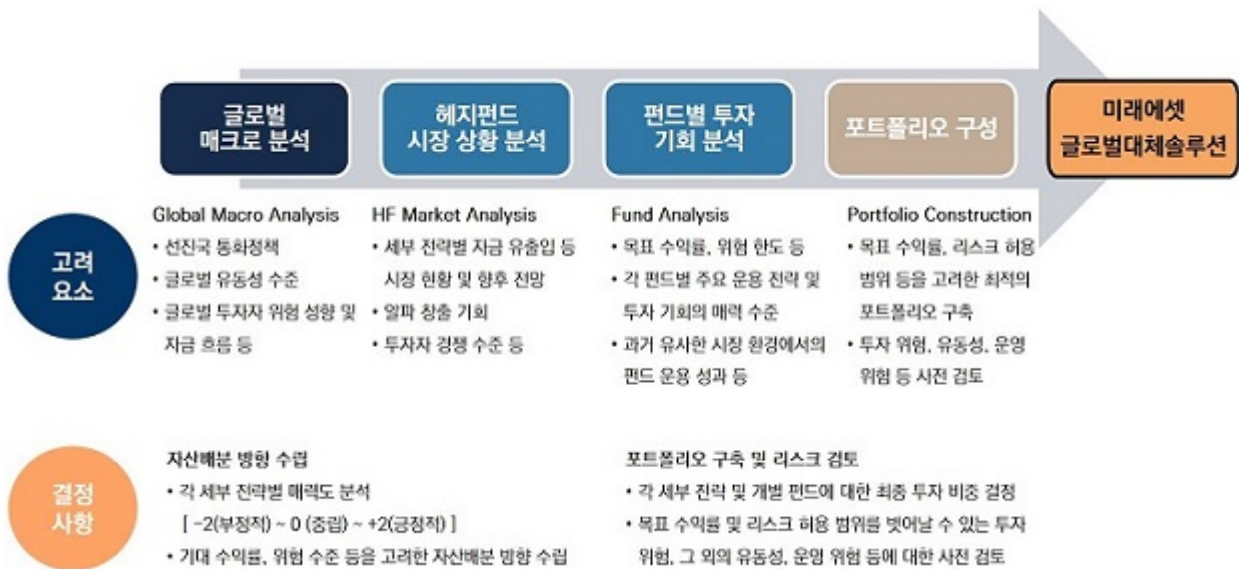 글로벌
매크로 분석
헤지펀드
시장 상황 분석
펀드별 투자
기회 분석
포트폴리오 구성
미래에셋
글로벌대체솔루션
고려
요소
Global Macro Analysis
• 선진국 통화정책
• 글로벌 유동성 수준
• 글로벌 투자자 위험 성향 및
자금 흐름 등
HF Market Analysis
• 세부 전략별 자금 유출입 등
시장 현황 및 향후 전망
• 알파 창출 기회
• 투자자 경쟁 수준 등
Fund Analysis
• 목표 수익률, 위험 한도 등
• 각 펀드별 주요 운용 전략 및
투자 기회의 매력 수준
• 과거 유사한 시장 환경에서의
펀드 운용 성과 등
Portfolio Construction
• 목표 수익률, 리스크 허용
범위 등을 고려한 최적의
포트폴리오 구축
• 투자 위험, 유동성, 운영
위험 등 사전 검토
결정
사항
자산배분 방향 수립
• 각 세부 전략별 매력도 분석
[ -2(부정적) ~ 0 (중립) ~ +2(긍정적) ]
• 기대 수익률, 위험 수준 등을 고려한 자산배분 방향 수립
포트폴리오 구축 및 리스크 검토
• 각 세부 전략 및 개별 펀드에 대한 최종 투자 비중 결정
• 목표 수익률 및 리스크 허용 범위를 벗어날 수 있는 투자
위험, 그 외의 유동성, 운영 위험 등에 대한 사전 검토